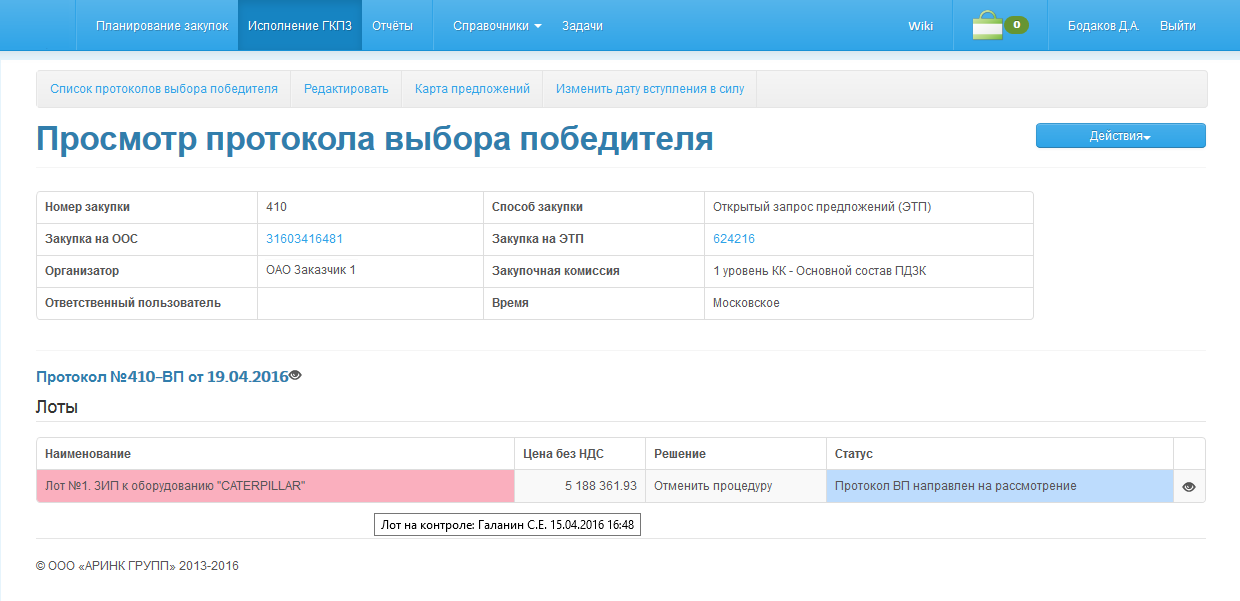 Планирование закупок Исполнение ГКПЗ Отчёты Справочники Задачи Wiki 0 Бодаков Д.А. Выйти
Список протоколов выбора победителя Редактировать Карта предложений Изменить дату вступления в силу
Просмотр протокола выбора победителя
Действия
Номер закупки 410 Способ закупки Открытый запрос предложений (ЭТП)
Закупка на ООС 31603416481 Закупка на ЭТП 624216
Организатор ОАО Заказчик 1 Закупочная комиссия 1 уровень КК - Основной состав ПДЗК
Ответственный пользователь Время Московское
Протокол №410-ВП от 19.04.2016
Лоты
Наименование Цена без НДС Решение Статус
Лот №1. ЗИП к оборудованию "CATERPILLAR" 5 188 361.93 Отменить процедуру Протокол ВП направлен на рассмотрение
Лот на контроле: Галанин С.Е. 15.04.2016 16:48
© ООО «АРИНК ГРУПП» 2013-2016